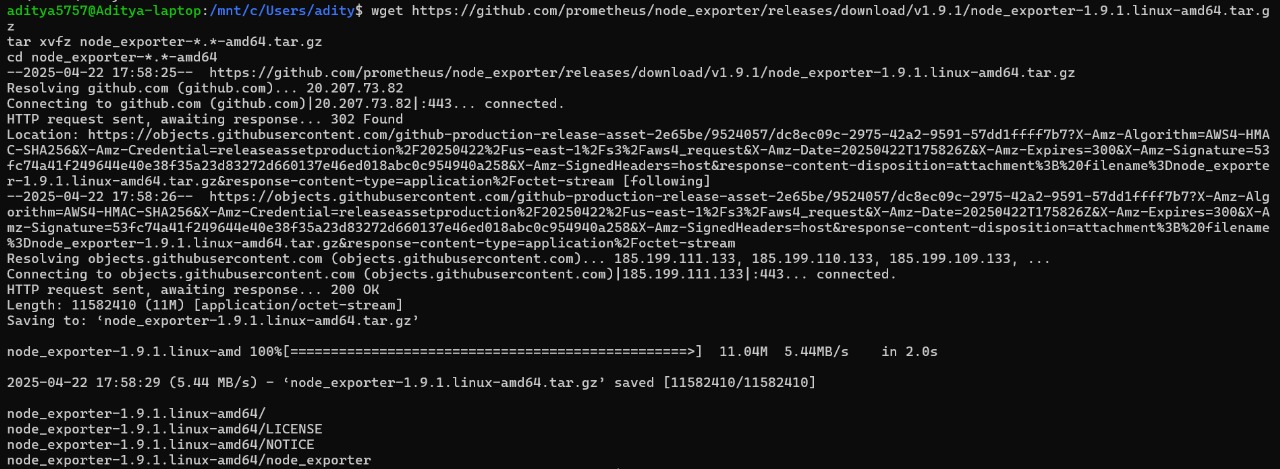 aditya5757@Aditya-laptop:/mnt/c/Users/adity$ wget https://github.com/prometheus/node_exporter/releases/download/v1.9.1/node_exporter-1.9.1.linux-amd64.tar.g
z
tar xvfz node_exporter-*.*-amd64.tar.gz
cd node_exporter-*.*-amd64
--2025-04-22 17:58:25--  https://github.com/prometheus/node_exporter/releases/download/v1.9.1/node_exporter-1.9.1.linux-amd64.tar.gz
Resolving github.com (github.com)... 20.207.73.82
Connecting to github.com (github.com)|20.207.73.82|:443... connected.
HTTP request sent, awaiting response... 302 Found
Location: https://objects.githubusercontent.com/github-production-release-asset-2e65be/9524057/dc8ec09c-2975-42a2-9591-57dd1ffff7b7?X-Amz-Algorithm=AWS4-HMA
C-SHA256&X-Amz-Credential=releaseassetproduction%2F20250422%2Fus-east-1%2Fs3%2Faws4_request&X-Amz-Date=20250422T175826Z&X-Amz-Expires=300&X-Amz-Signature=53
fc74a41f249644e40e38f35a23d83272d660137e46ed018abc0c954940a258&X-Amz-SignedHeaders=host&response-content-disposition=attachment%3B%20filename%3Dnode_exporte
r-1.9.1.linux-amd64.tar.gz&response-content-type=application%2Foctet-stream [following]
--2025-04-22 17:58:26--  https://objects.githubusercontent.com/github-production-release-asset-2e65be/9524057/dc8ec09c-2975-42a2-9591-57dd1ffff7b7?X-Amz-Alg
orithm=AWS4-HMAC-SHA256&X-Amz-Credential=releaseassetproduction%2F20250422%2Fus-east-1%2Fs3%2Faws4_request&X-Amz-Date=20250422T175826Z&X-Amz-Expires=300&X-A
mz-Signature=53fc74a41f249644e40e38f35a23d83272d660137e46ed018abc0c954940a258&X-Amz-SignedHeaders=host&response-content-disposition=attachment%3B%20filename
%3Dnode_exporter-1.9.1.linux-amd64.tar.gz&response-content-type=application%2Foctet-stream
Resolving objects.githubusercontent.com (objects.githubusercontent.com)... 185.199.111.133, 185.199.110.133, 185.199.109.133, ...
Connecting to objects.githubusercontent.com (objects.githubusercontent.com)|185.199.111.133|:443... connected.
HTTP request sent, awaiting response... 200 OK
Length: 11582410 (11M) [application/octet-stream]
Saving to: ‘node_exporter-1.9.1.linux-amd64.tar.gz’
node_exporter-1.9.1.linux-amd 100%[=================================================>]  11.04M  5.44MB/s    in 2.0s
2025-04-22 17:58:29 (5.44 MB/s) - ‘node_exporter-1.9.1.linux-amd64.tar.gz’ saved [11582410/11582410]
node_exporter-1.9.1.linux-amd64/
node_exporter-1.9.1.linux-amd64/LICENSE
node_exporter-1.9.1.linux-amd64/NOTICE
node_exporter-1.9.1.linux-amd64/node_exporter